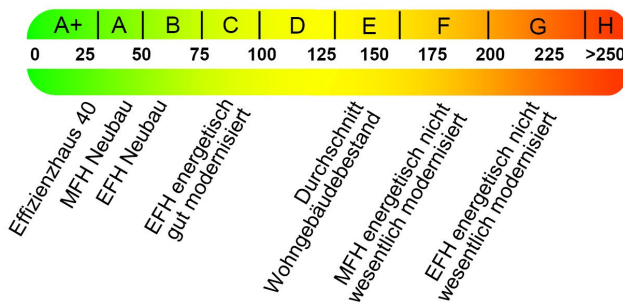 A+ A B C D E F G H
0 25 50 75 100 125 150 175 200 225 >250
Effizienzhaus 40
MFH Neubau
EFH Neubau
EFH energetisch
gut modernisiert
Durchschnitt
Wohngebäudebestand
MFH energetisch nicht
wesentlich modernisiert
EFH energetisch nicht
wesentlich modernisiert